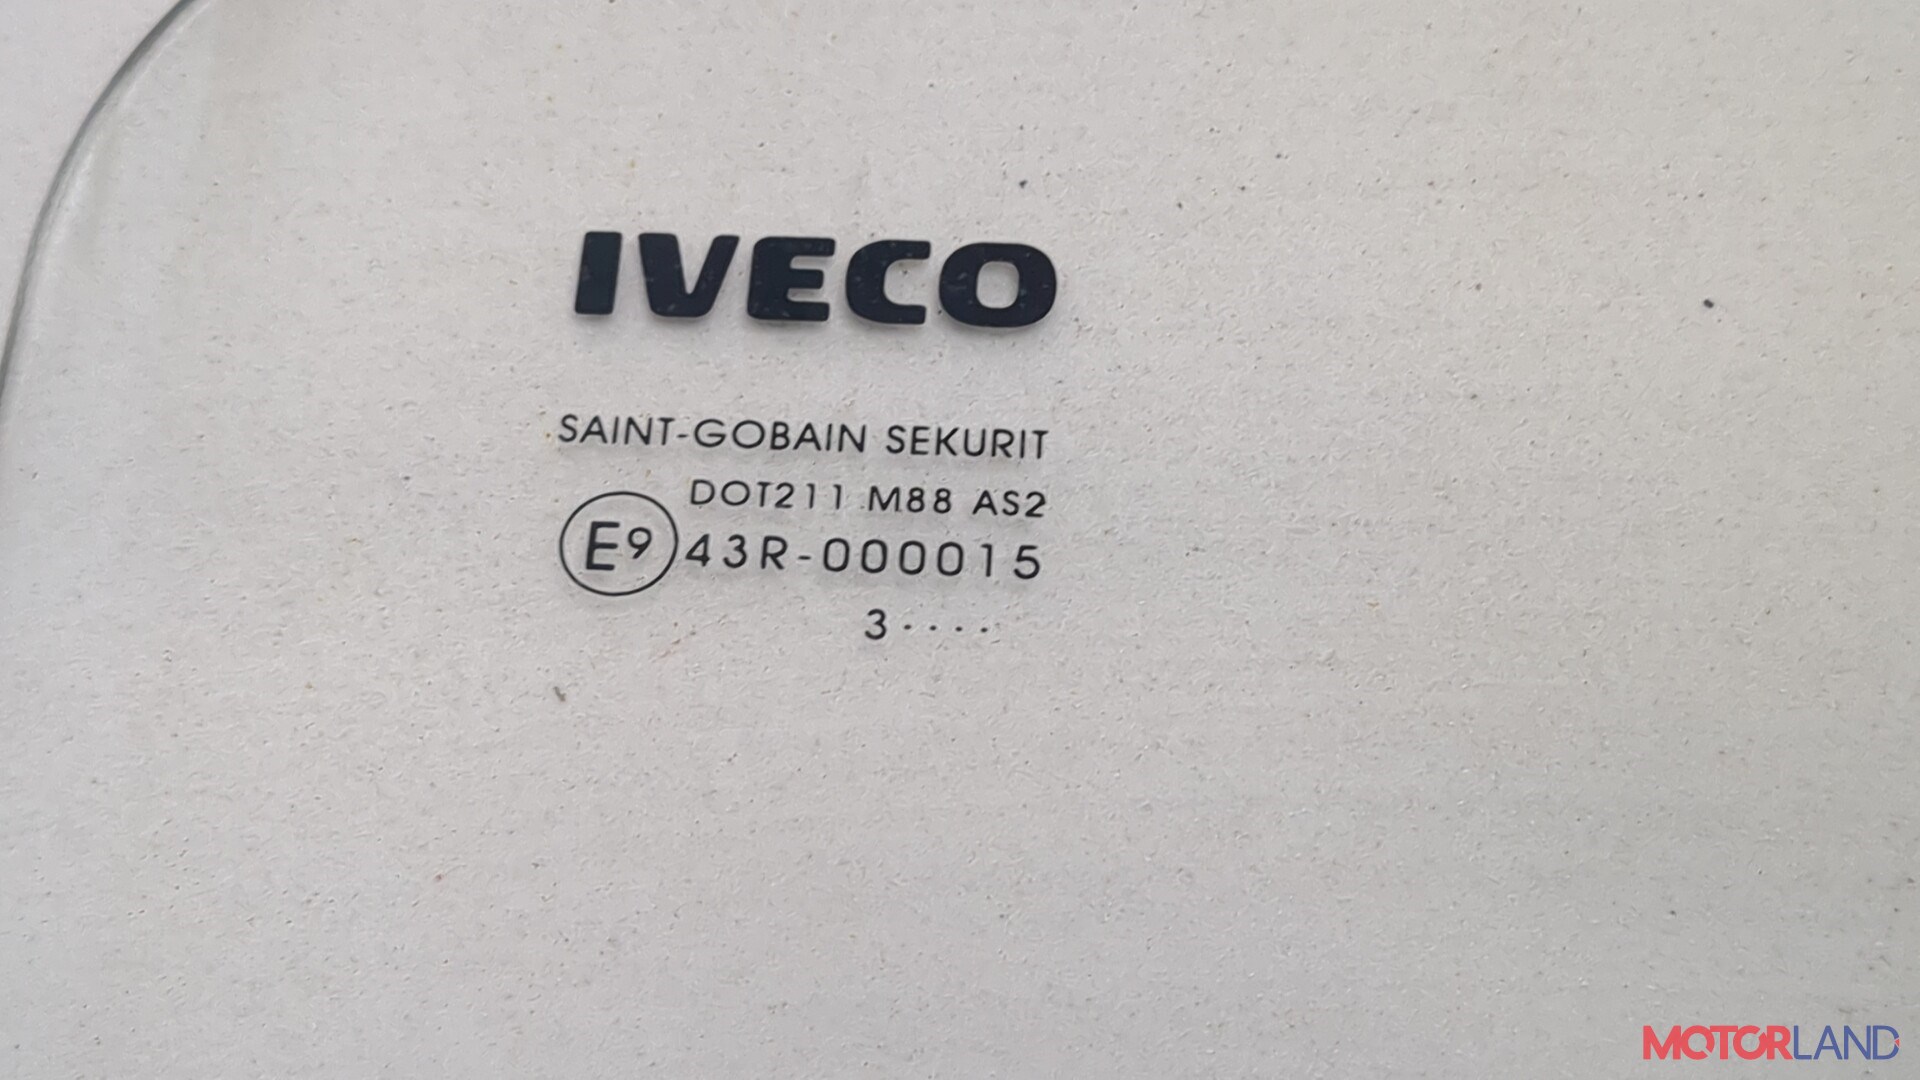 IVECO
SAINT-GOBAIN SEKURIT
DOT211 M88 AS2
E9 43R-000015
3....
MOTORLAND